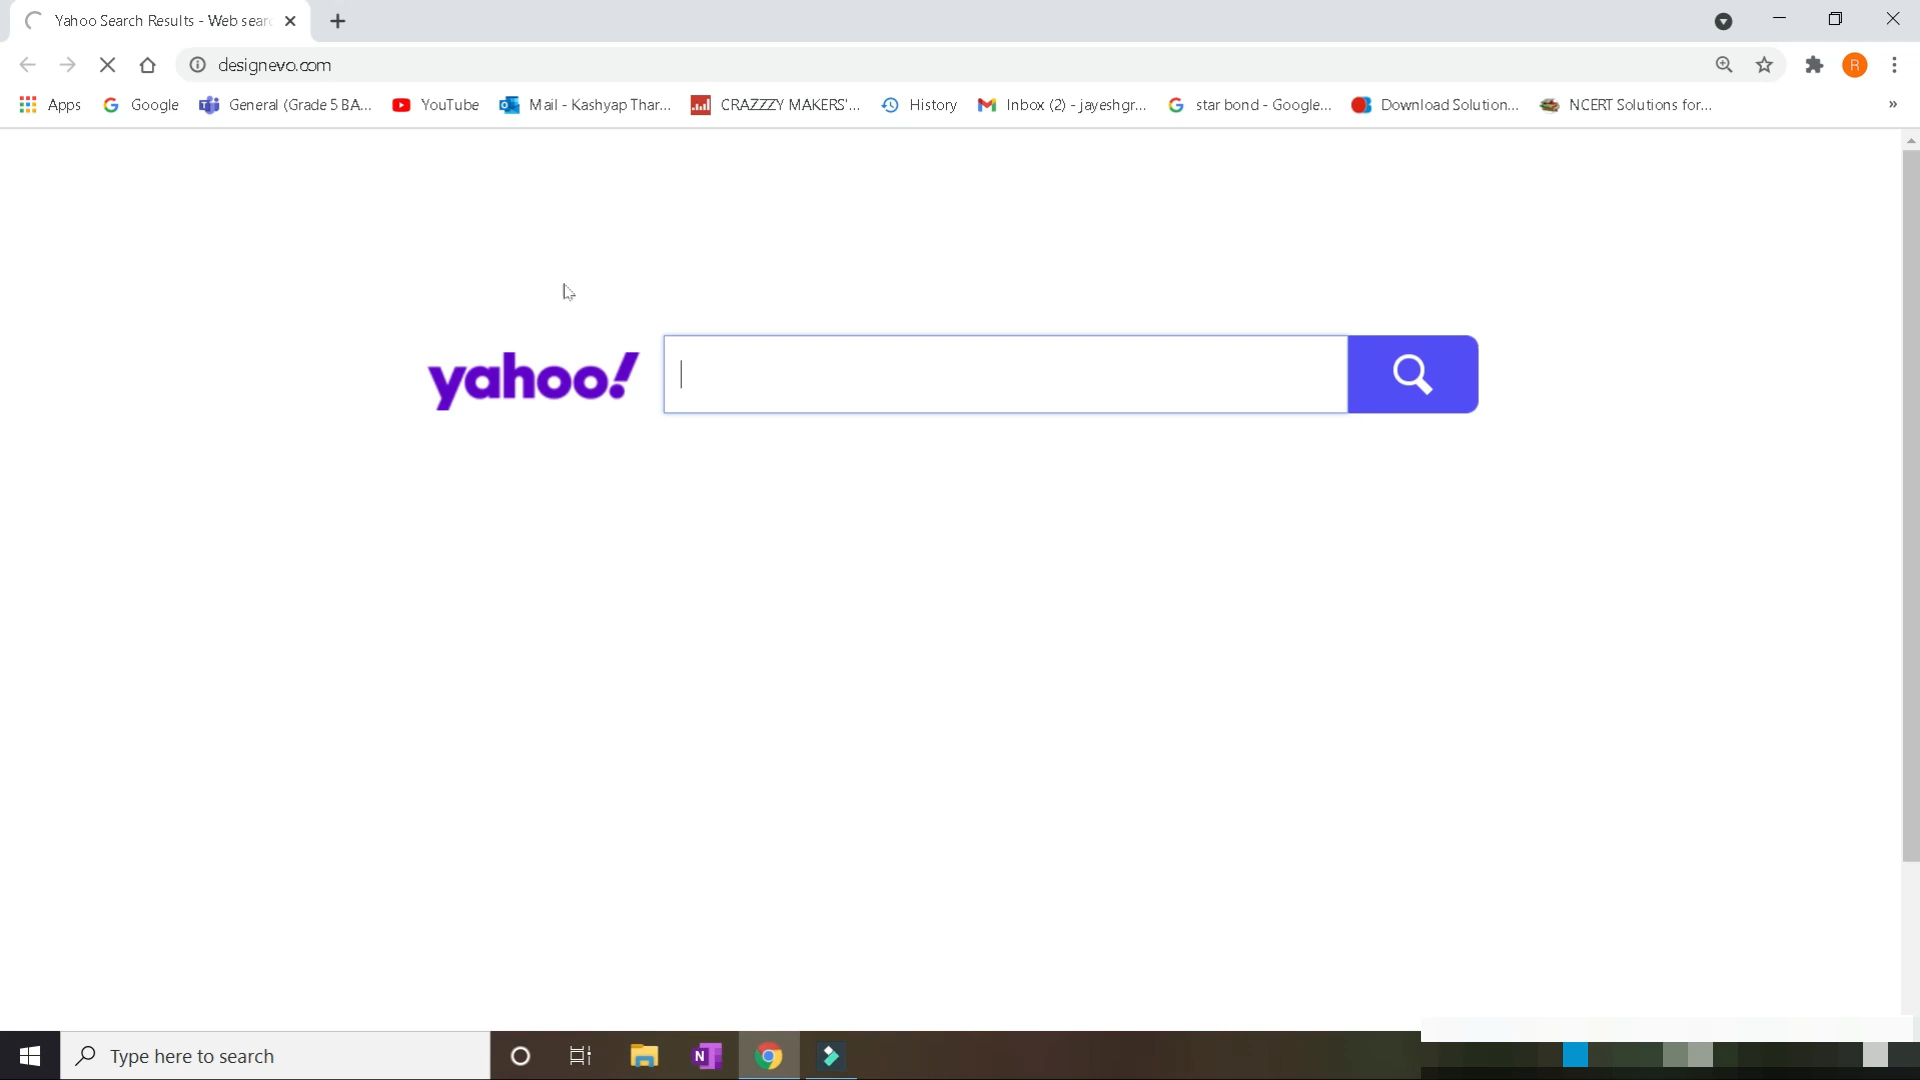 Yahoo Search Results - Web sear
designevo.com
R
Apps
Google
General (Grade 5 BA...
YouTube
Mail - Kashyap Thar...
CRAZZZY MAKERS'...
History
Inbox (2) - jayeshgr...
star bond - Google...
Download Solution...
NCERT Solutions for...
»
yahoo!
Type here to search
N